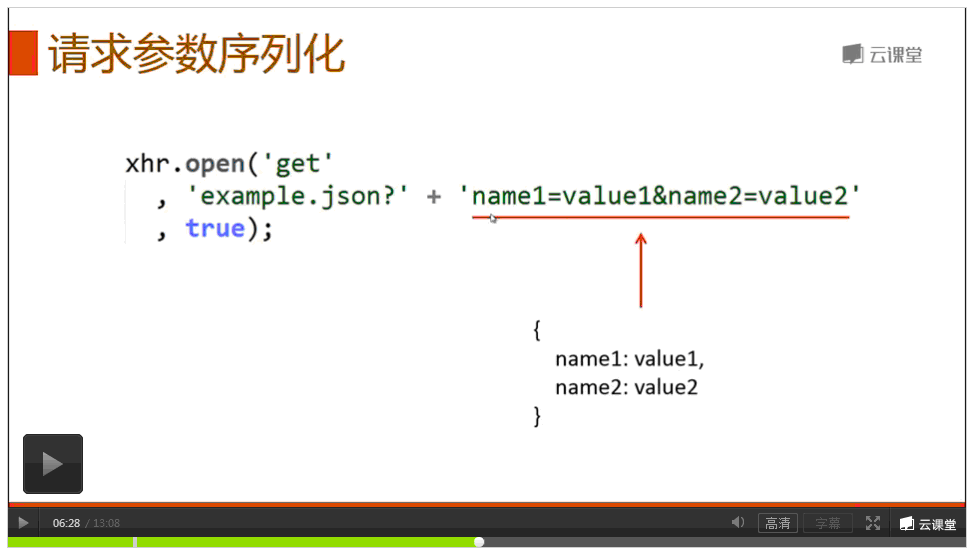 请求参数序列化
云课堂
xhr.open('get'
, 'example.json?' + 'name1=value1&name2=value2'
, true);
{
name1: value1,
name2: value2
}
06:28 / 13:08
高清
字幕
云课堂